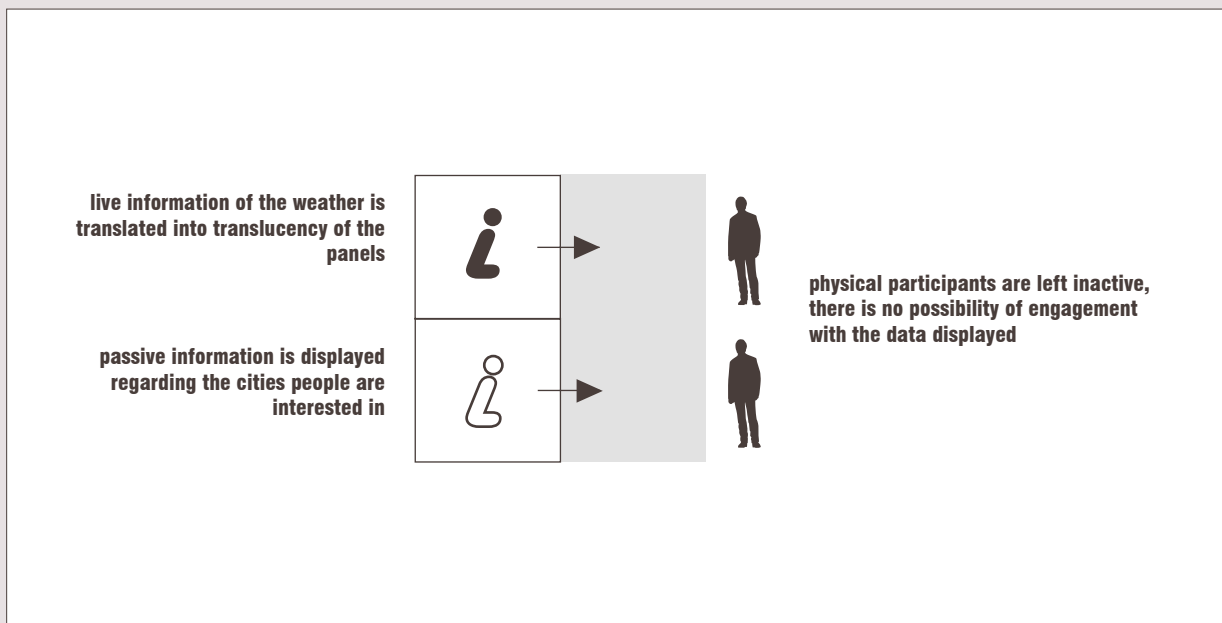 live information of the weather is
translated into translucency of the
panels
passive information is displayed
regarding the cities people are
interested in
physical participants are left inactive,
there is no possibility of engagement
with the data displayed